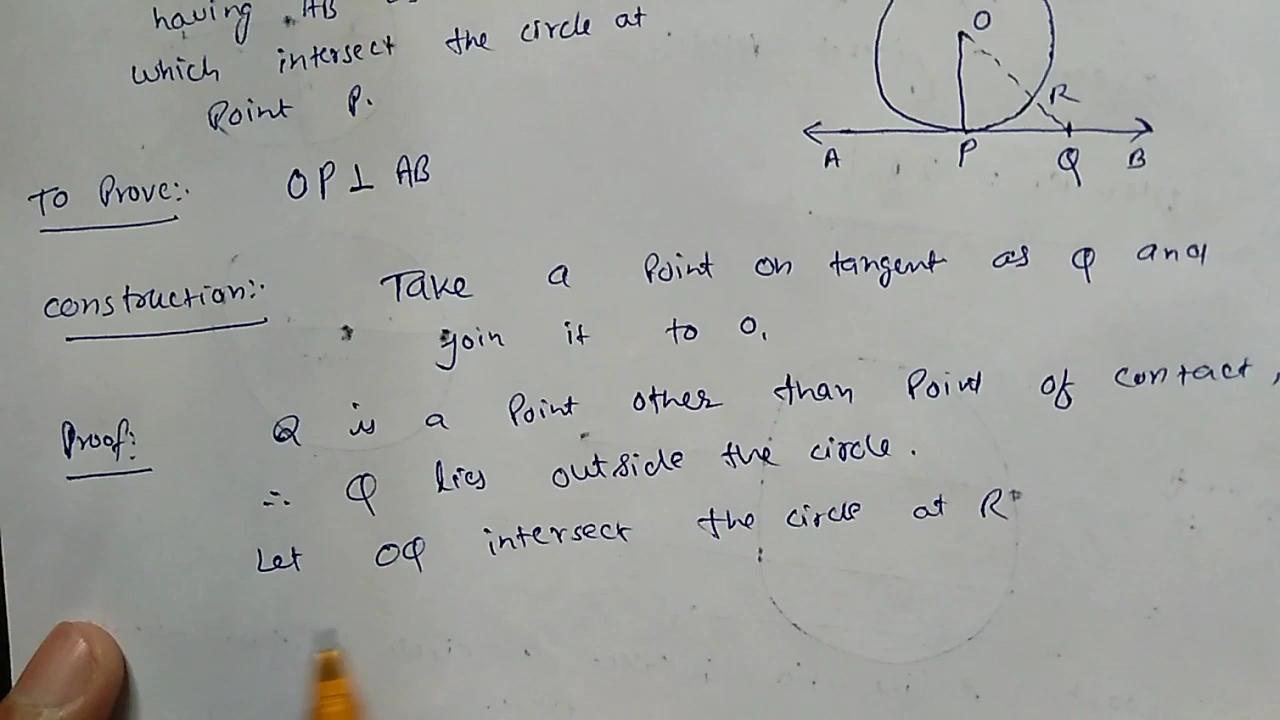 having AB
which intersect the circle at
Point P.
O
R
A P Q B
To Prove:. OP⊥ AB
Construction:. Take a Point on tangent as Q and
join it to O.
Proof: Q is a Point other than Point of contact,
∴ Q lies outside the circle.
Let OQ intersect the circle at R